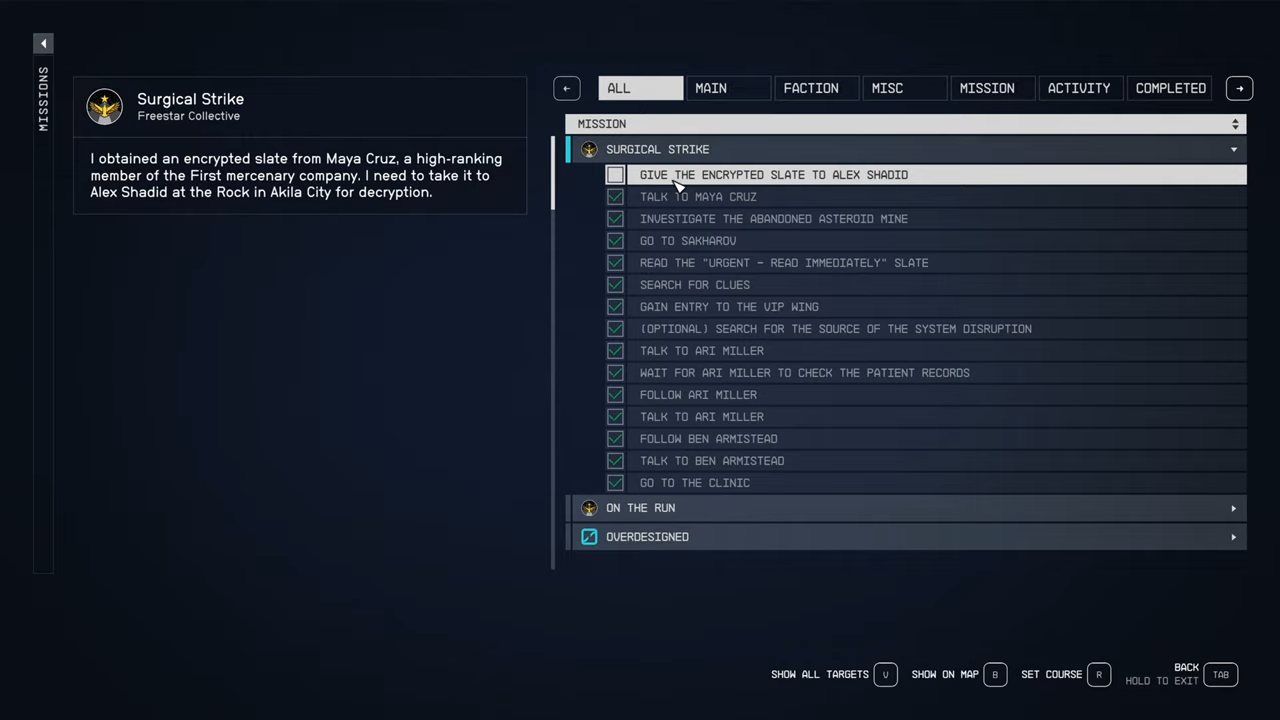 MISSIONS
Surgical Strike
Freestar Collective
I obtained an encrypted slate from Maya Cruz, a high-ranking
member of the First mercenary company. I need to take it to
Alex Shadid at the Rock in Akila City for decryption.
ALL MAIN FACTION MISC MISSION ACTIVITY COMPLETED
MISSION
SURGICAL STRIKE
GIVE THE ENCRYPTED SLATE TO ALEX SHADID
TALK TO MAYA CRUZ
INVESTIGATE THE ABANDONED ASTEROID MINE
GO TO SAKHAROV
READ THE "URGENT - READ IMMEDIATELY" SLATE
SEARCH FOR CLUES
GAIN ENTRY TO THE VIP WING
(OPTIONAL) SEARCH FOR THE SOURCE OF THE SYSTEM DISRUPTION
TALK TO ARI MILLER
WAIT FOR ARI MILLER TO CHECK THE PATIENT RECORDS
FOLLOW ARI MILLER
TALK TO ARI MILLER
FOLLOW BEN ARMISTEAD
TALK TO BEN ARMISTEAD
GO TO THE CLINIC
ON THE RUN
OVERDESIGNED
SHOW ALL TARGETS V SHOW ON MAP B SET COURSE R BACK TAB
HOLD TO EXIT